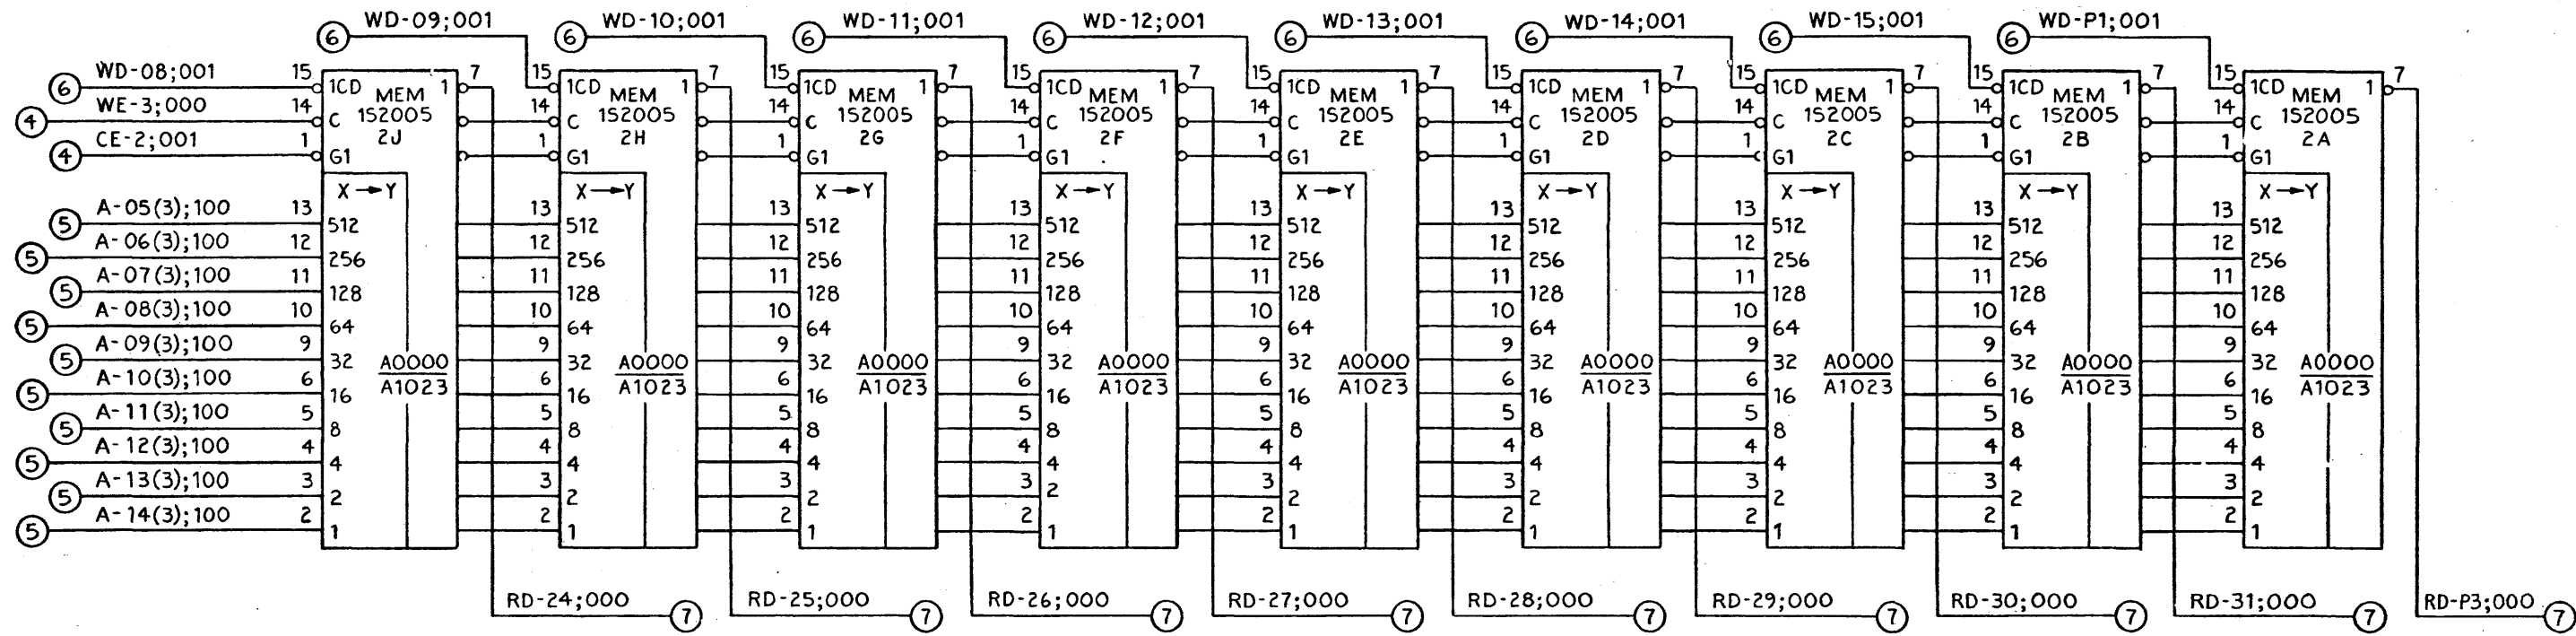 WD-09;001 WD-10;001 WD-11;001 WD-12;001 WD-13;001 WD-14;001 WD-15;001 WD-P1;001
6 6 6 6 6 6 6 6
6 WD-08;001 15 1CD 1 7 15 1CD 1 7 15 1CD 1 7 15 1CD 1 7 15 1CD 1 7 15 1CD 1 7 15 1CD 1 7 15 1CD 1 7 15 1CD 1 7
MEM MEM MEM MEM MEM MEM MEM MEM MEM
1S2005 1S2005 1S2005 1S2005 1S2005 1S2005 1S2005 1S2005 1S2005
4 WE-3;000 14 C 14 C 14 C 14 C 14 C 14 C 14 C 14 C 14 C
2J 2H 2G 2F 2E 2D 2C 2B 2A
4 CE-2;001 1 G1 1 G1 1 G1 1 G1 1 G1 1 G1 1 G1 1 G1 1 G1
X→Y X→Y X→Y X→Y X→Y X→Y X→Y X→Y X→Y
5 A-05(3);100 13 512 13 512 13 512 13 512 13 512 13 512 13 512 13 512 13 512
5 A-06(3);100 12 256 12 256 12 256 12 256 12 256 12 256 12 256 12 256 12 256
5 A-07(3);100 11 128 11 128 11 128 11 128 11 128 11 128 11 128 11 128 11 128
5 A-08(3);100 10 64 10 64 10 64 10 64 10 64 10 64 10 64 10 64 10 64
5 A-09(3);100 9 32 9 32 9 32 9 32 9 32 9 32 9 32 9 32 9 32
A0000 A0000 A0000 A0000 A0000 A0000 A0000 A0000 A0000
A1023 A1023 A1023 A1023 A1023 A1023 A1023 A1023 A1023
5 A-10(3);100 6 16 6 16 6 16 6 16 6 16 6 16 6 16 6 16 6 16
5 A-11(3);100 5 8 5 8 5 8 5 8 5 8 5 8 5 8 5 8 5 8
5 A-12(3);100 4 4 4 4 4 4 4 4 4 4 4 4 4 4 4 4 4 4
5 A-13(3);100 3 2 3 2 3 2 3 2 3 2 3 2 3 2 3 2 3 2
5 A-14(3);100 2 1 2 1 2 1 2 1 2 1 2 1 2 1 2 1 2 1
RD-24;000 7 RD-25;000 7 RD-26;000 7 RD-27;000 7 RD-28;000 7 RD-29;000 7 RD-30;000 7 RD-31;000 7 RD-P3;000 7